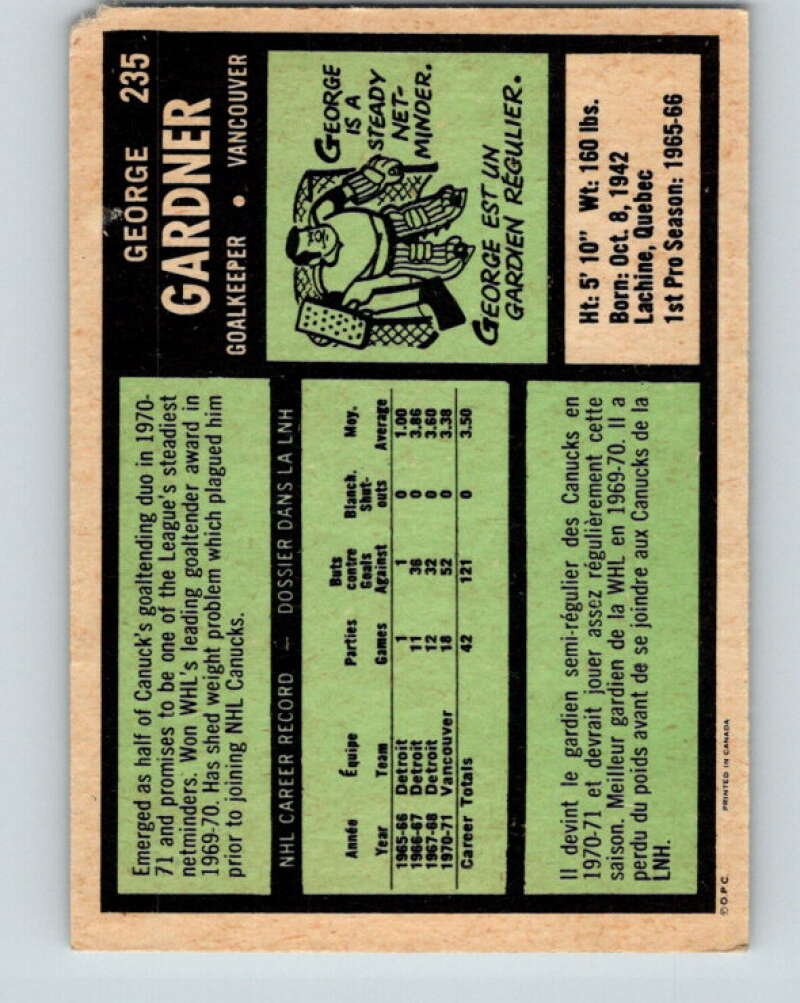 GEORGE 235
GARDNER
GOALKEEPER • VANCOUVER
Emerged as half of Canuck's goaltending duo in 1970-
71 and promises to be one of the League's steadiest
netminders. Won WHL's leading goaltender award in
1969-70. Has shed weight problem which plagued him
prior to joining NHL Canucks.
GEORGE
IS A
STEADY
NET-
MINDER.
GEORGE EST UN
GARDIEN RÉGULIER.
NHL CAREER RECORD — DOSSIER DANS LA LNH
Année Équipe Parties Buts contre Blanch. Moy.
Year Team Games Goals Against Shut-outs Average
1965-66 Detroit 1 1 0 1.00
1966-67 Detroit 11 36 0 3.86
1967-68 Detroit 12 32 0 3.60
1970-71 Vancouver 18 52 0 3.38
Career Totals 42 121 0 3.50
Ht: 5' 10" Wt: 160 lbs.
Born: Oct. 8, 1942
Lachine, Quebec
1st Pro Season: 1965-66
Il devint le gardien semi-régulier des Canucks en
1970-71 et devrait jouer assez régulièrement cette
saison. Meilleur gardien de la WHL en 1969-70. Il a
perdu du poids avant de se joindre aux Canucks de la
LNH.
© O.P.C. PRINTED IN CANADA